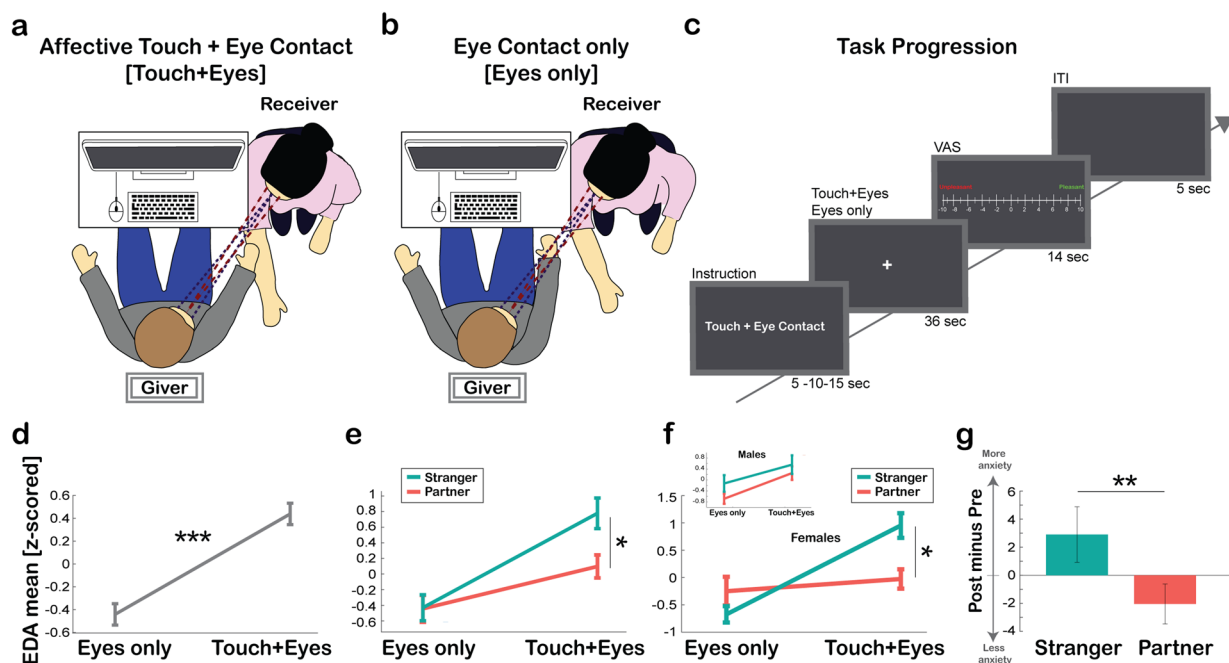 a
Affective Touch + Eye Contact
[Touch+Eyes]
Receiver
Giver
b
Eye Contact only
[Eyes only]
Receiver
Giver
c
Task Progression
Instruction
Touch + Eye Contact
5 -10-15 sec
Touch+Eyes
Eyes only
+
36 sec
VAS
Unpleasant
Pleasant
-10 -8 -6 -4 -2 0 2 4 6 8 10
14 sec
ITI
5 sec
d
EDA mean [z-scored]
0.6
0.4
0.2
0
-0.2
-0.4
-0.6
***
Eyes only
Touch+Eyes
e
Stranger
Partner
1
0.8
0.6
0.4
0.2
0
-0.2
-0.4
-0.6
*
Eyes only
Touch+Eyes
f
Males
0.8
0.4
0
-0.4
-0.8
Eyes only
Touch+Eyes
Stranger
Partner
1.5
1
0.5
0
-0.5
-1
Females
*
Eyes only
Touch+Eyes
g
More
anxiety
Less
anxiety
Post minus Pre
6
4
2
0
-2
-4
**
Stranger
Partner